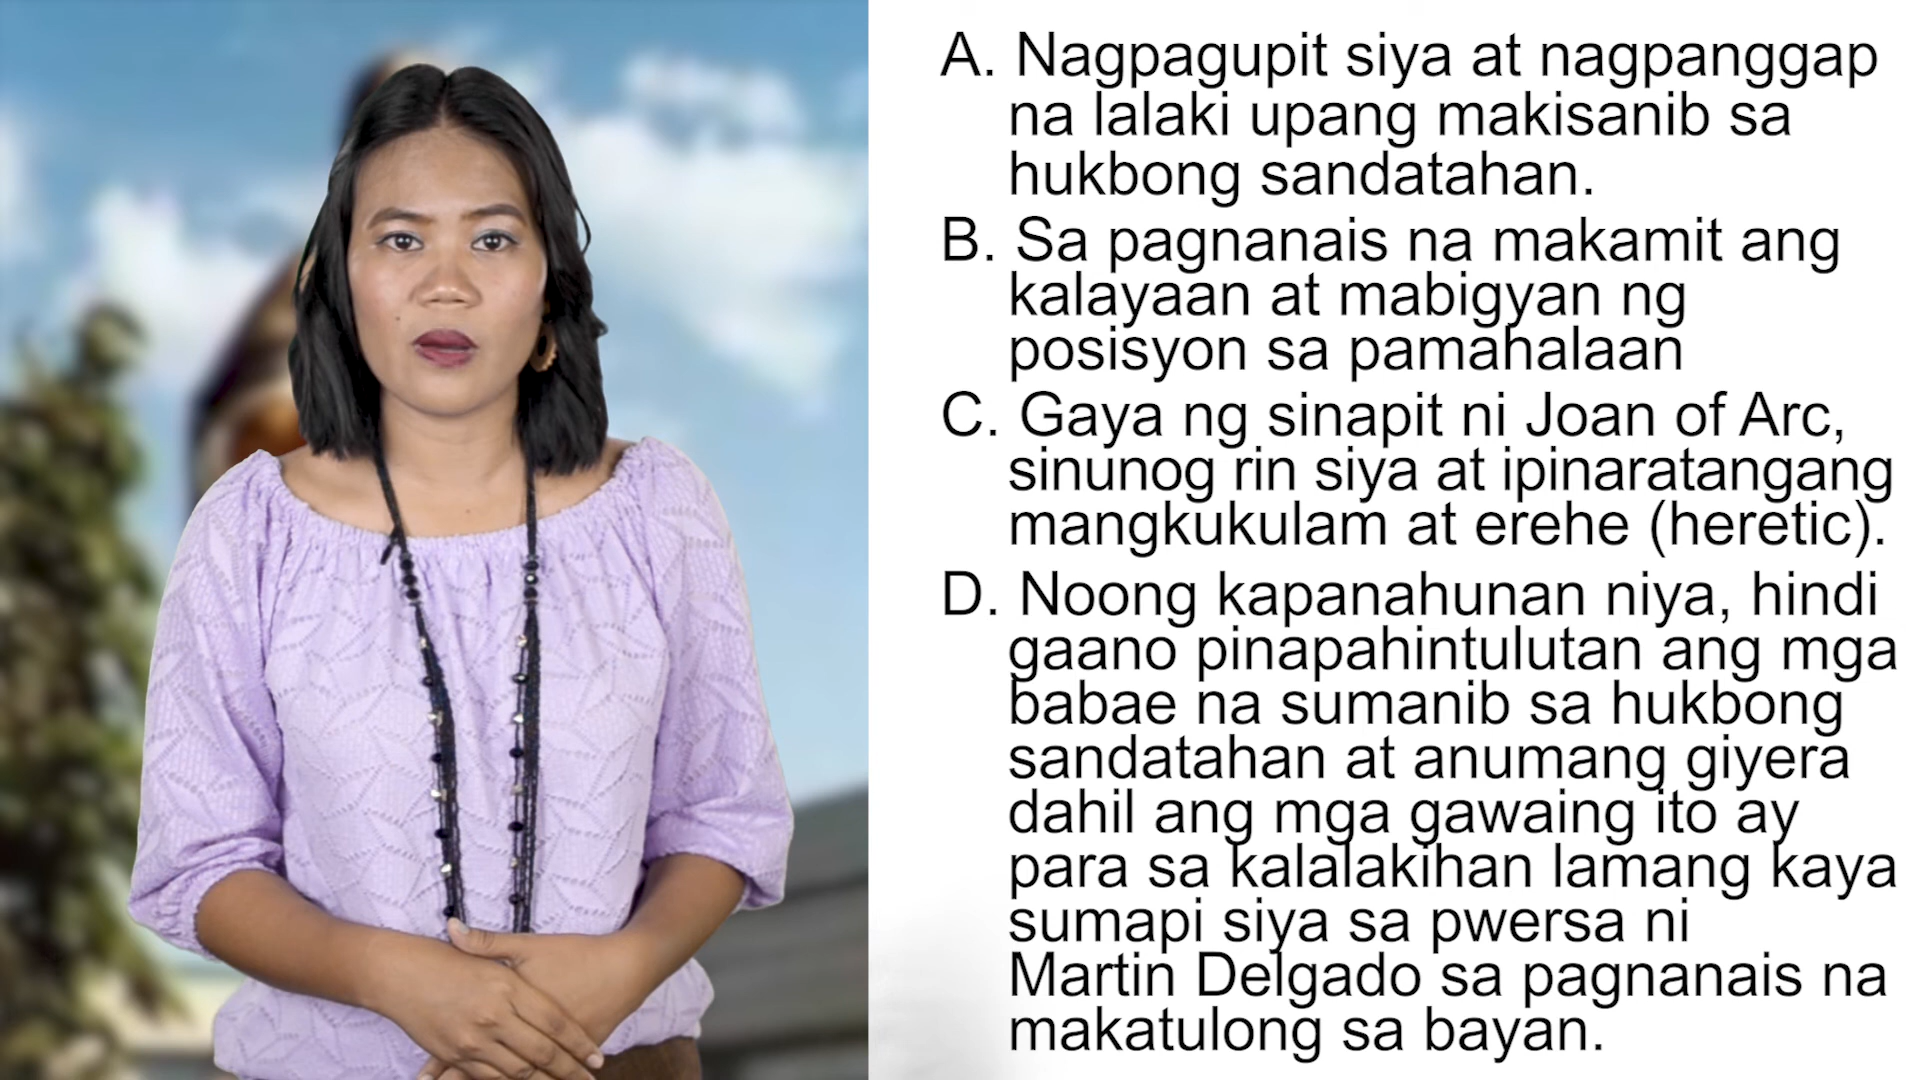 A. Nagpagupit siya at nagpanggap
na lalaki upang makisanib sa
hukbong sandatahan.
B. Sa pagnanais na makamit ang
kalayaan at mabigyan ng
posisyon sa pamahalaan
C. Gaya ng sinapit ni Joan of Arc,
sinunog rin siya at ipinaratangang
mangkukulam at erehe (heretic).
D. Noong kapanahunan niya, hindi
gaano pinapahintulutan ang mga
babae na sumanib sa hukbong
sandatahan at anumang giyera
dahil ang mga gawaing ito ay
para sa kalalakihan lamang kaya
sumapi siya sa pwersa ni
Martin Delgado sa pagnanais na
makatulong sa bayan.